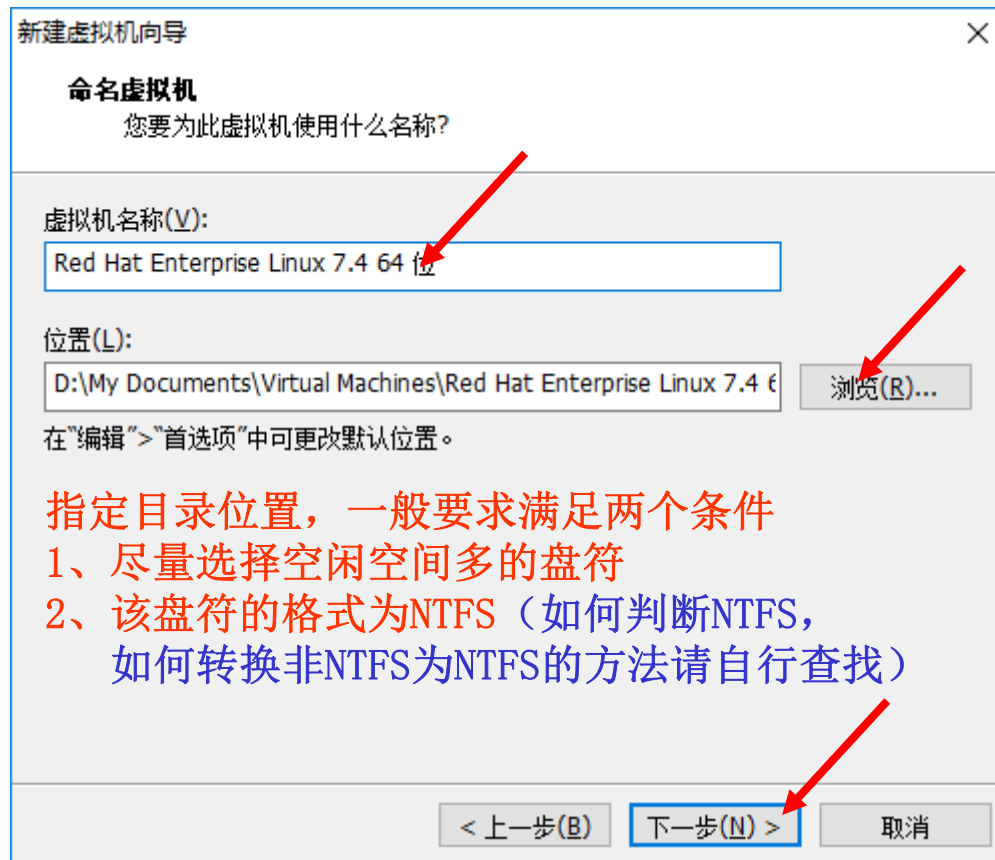 新建虚拟机向导
命名虚拟机
您要为此虚拟机使用什么名称?
虚拟机名称(V):
Red Hat Enterprise Linux 7.4 64 位
位置(L):
D:\My Documents\Virtual Machines\Red Hat Enterprise Linux 7.4 6
浏览(R)...
在"编辑">"首选项"中可更改默认位置。
指定目录位置，一般要求满足两个条件
1、尽量选择空闲空间多的盘符
2、该盘符的格式为NTFS（如何判断NTFS，
如何转换非NTFS为NTFS的方法请自行查找）
< 上一步(B)
下一步(N) >
取消